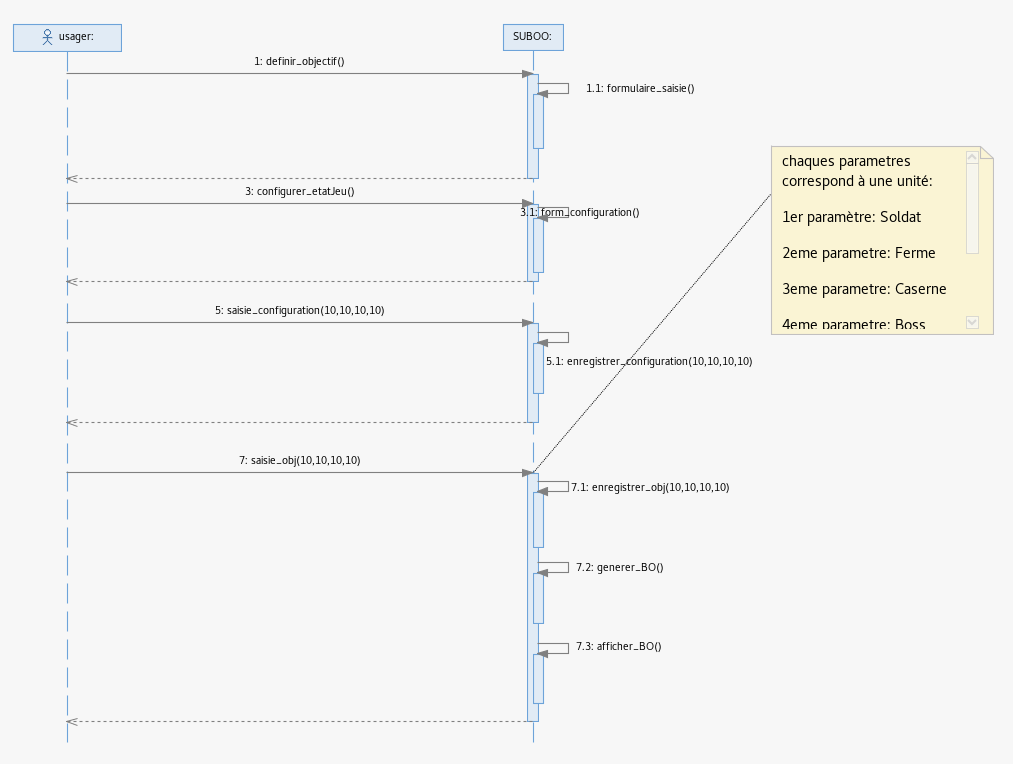 usager:
SUBOO:
1: definir_objectif()
1.1: formulaire_saisie()
3: configurer_etatJeu()
3.1: form_configuration()
5: saisie_configuration(10,10,10,10)
5.1: enregistrer_configuration(10,10,10,10)
7: saisie_obj(10,10,10,10)
7.1: enregistrer_obj(10,10,10,10)
7.2: generer_BO()
7.3: afficher_BO()
chaques parametres
correspond à une unité:
1er paramètre: Soldat
2eme parametre: Ferme
3eme parametre: Caserne
4eme parametre: Boss